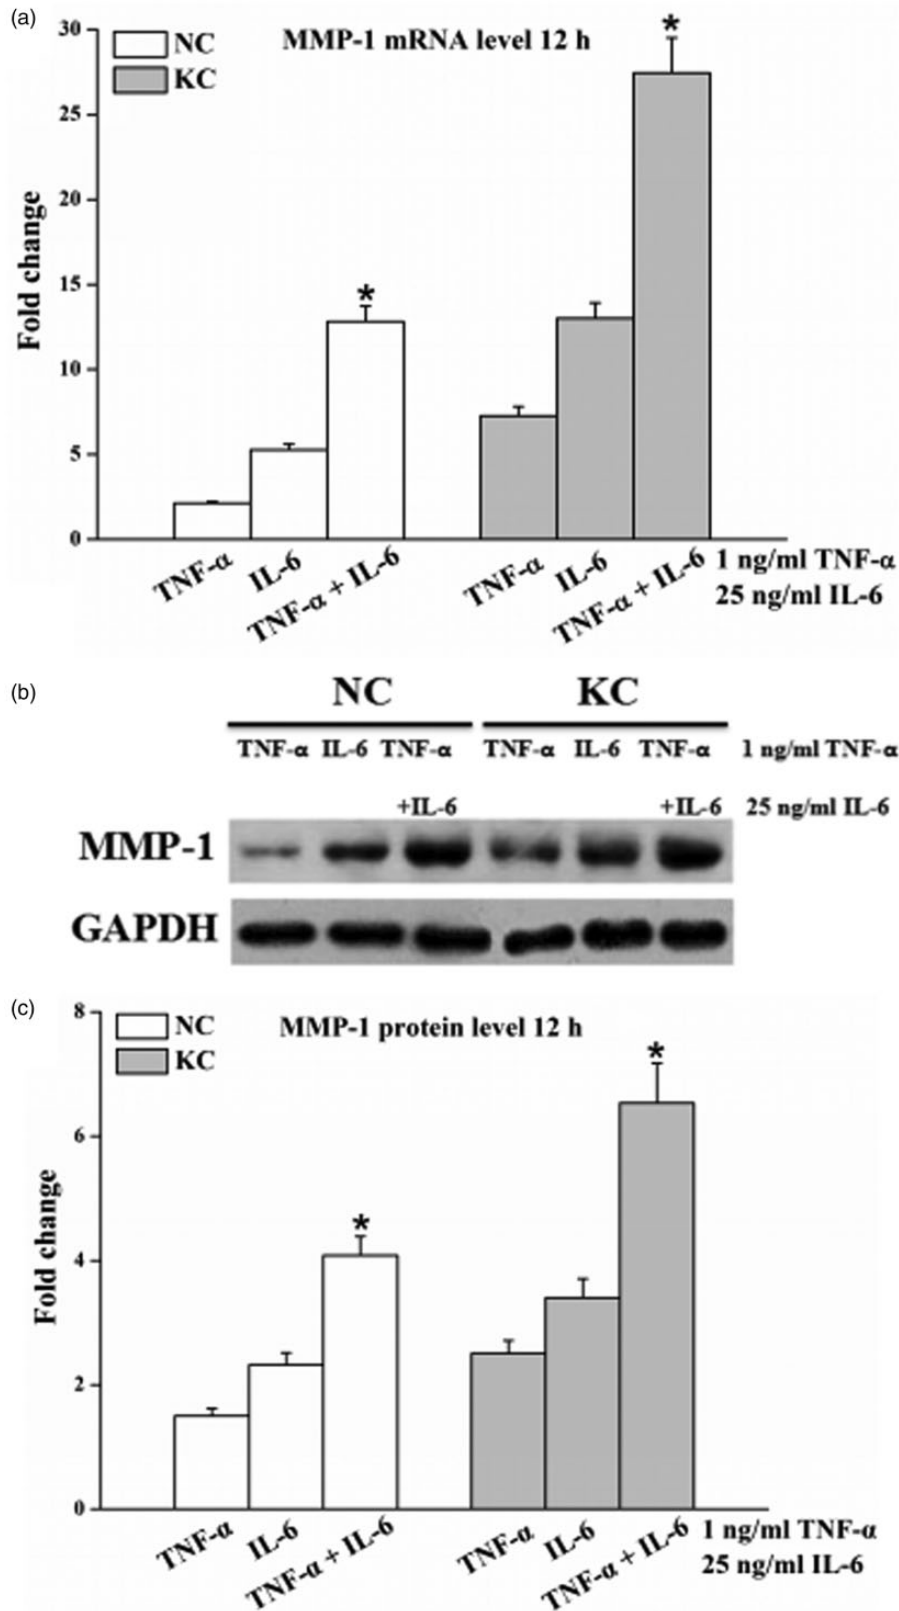 (a)
30
25
20
15
10
5
0
Fold change
NC
KC
MMP-1 mRNA level 12 h
*
*
TNF-α
IL-6
TNF-α + IL-6
TNF-α
IL-6
TNF-α + IL-6
1 ng/ml TNF-α
25 ng/ml IL-6
(b)
NC KC
TNF-α IL-6 TNF-α TNF-α IL-6 TNF-α 1 ng/ml TNF-α
+IL-6 +IL-6 25 ng/ml IL-6
MMP-1
GAPDH
(c)
8
6
4
2
0
Fold change
NC
KC
MMP-1 protein level 12 h
*
*
TNF-α
IL-6
TNF-α + IL-6
TNF-α
IL-6
TNF-α + IL-6
1 ng/ml TNF-α
25 ng/ml IL-6